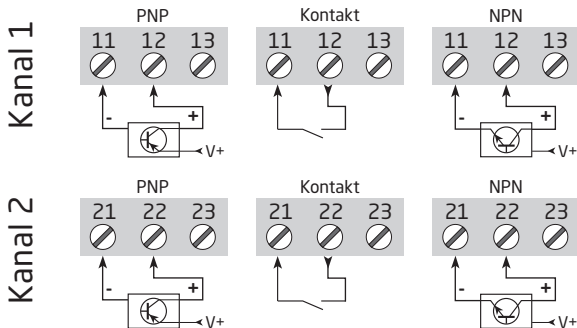 Kanal 1
PNP
Kontakt
NPN
11 12 13
11 12 13
11 12 13
- +
V+
- +
V+
Kanal 2
PNP
Kontakt
NPN
21 22 23
21 22 23
21 22 23
- +
V+
- +
V+